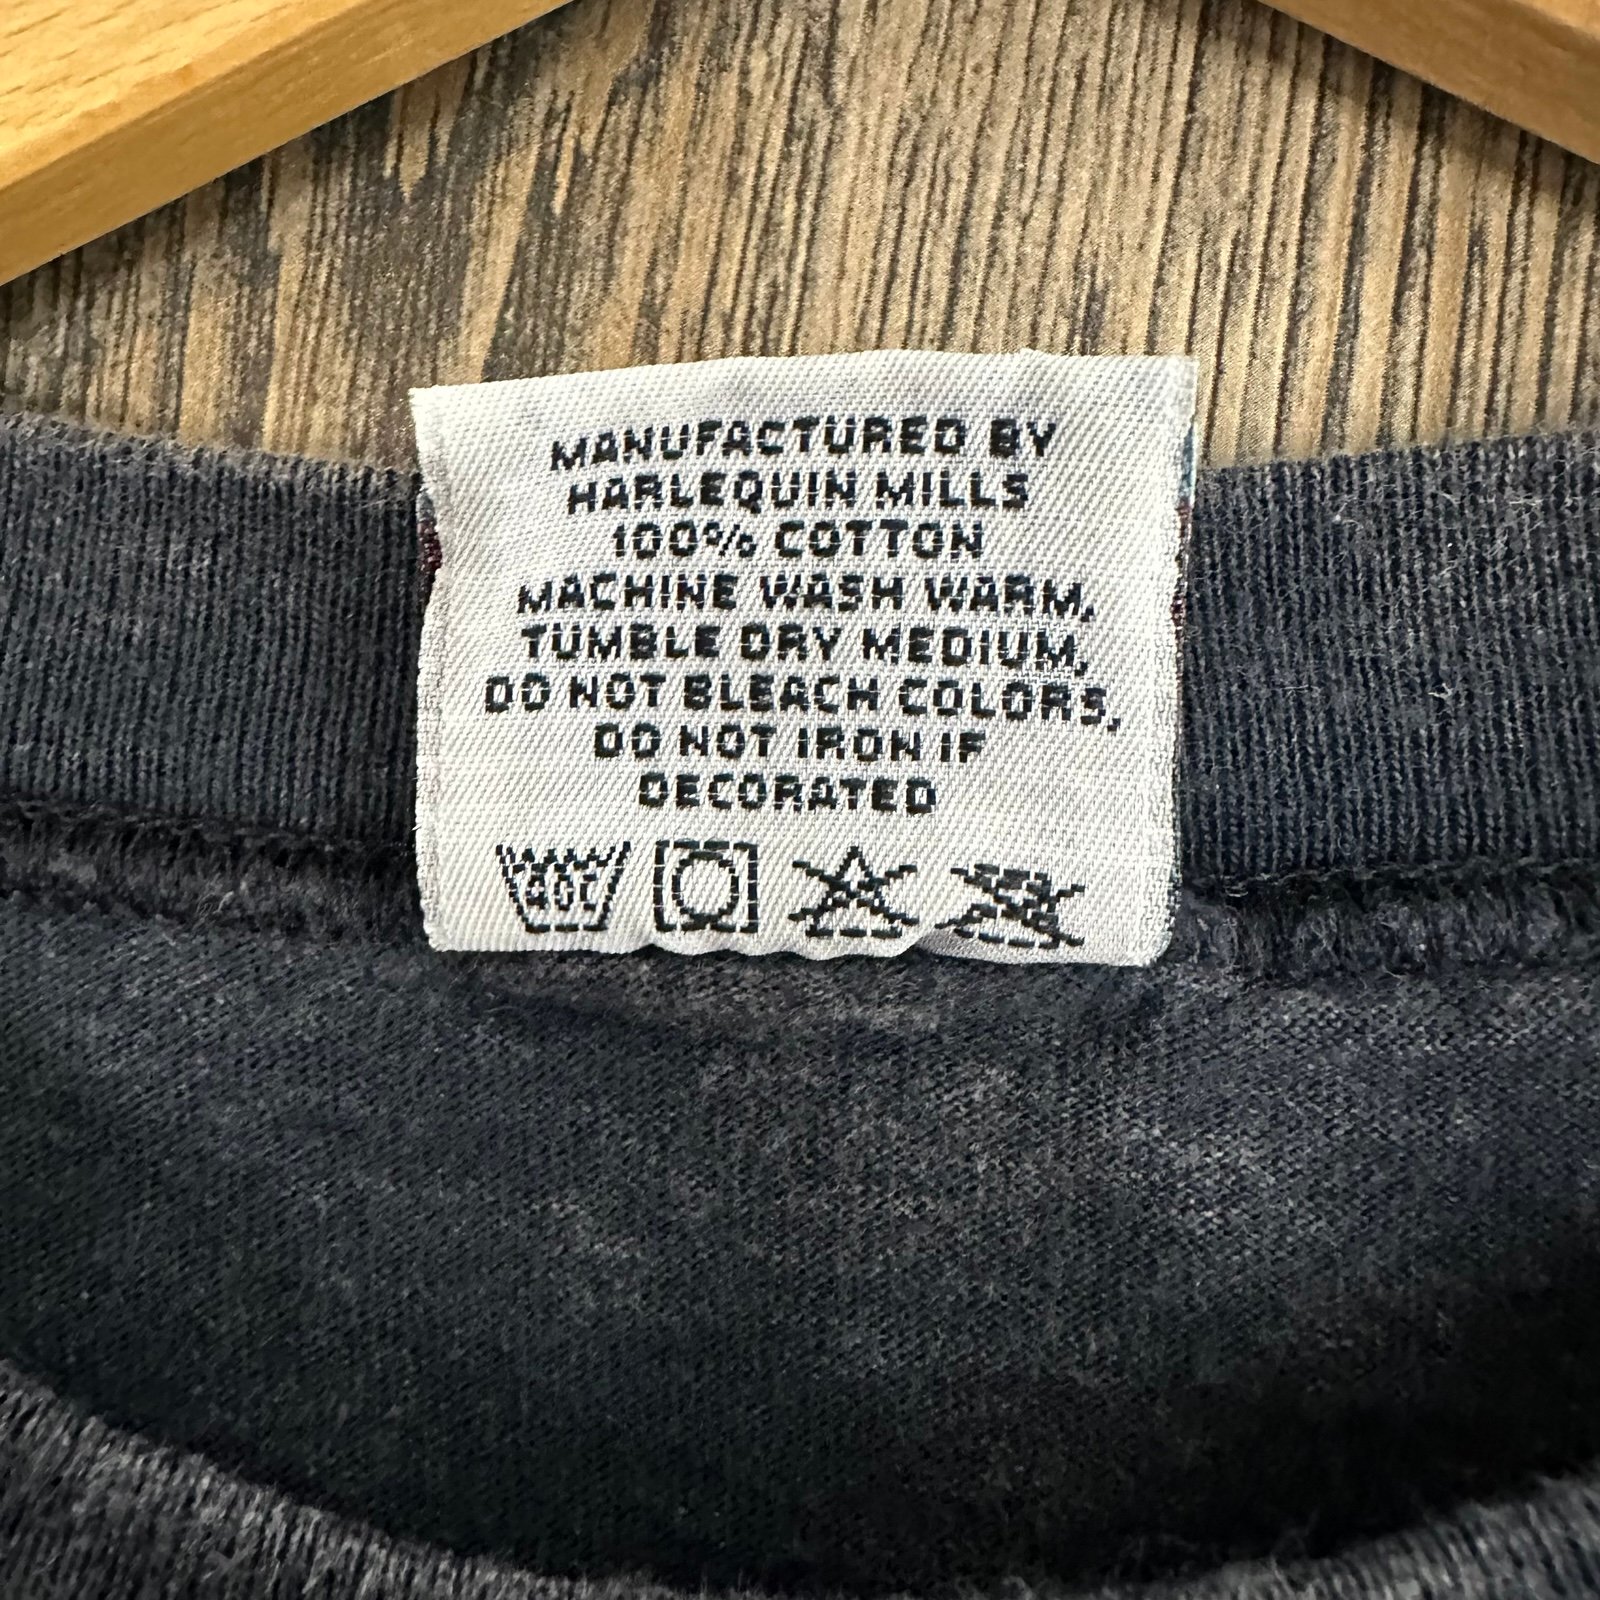 MANUFACTURED BY
HARLEQUIN MILLS
100% COTTON
MACHINE WASH WARM,
TUMBLE DRY MEDIUM,
DO NOT BLEACH COLORS,
DO NOT IRON IF
DECORATED
40C